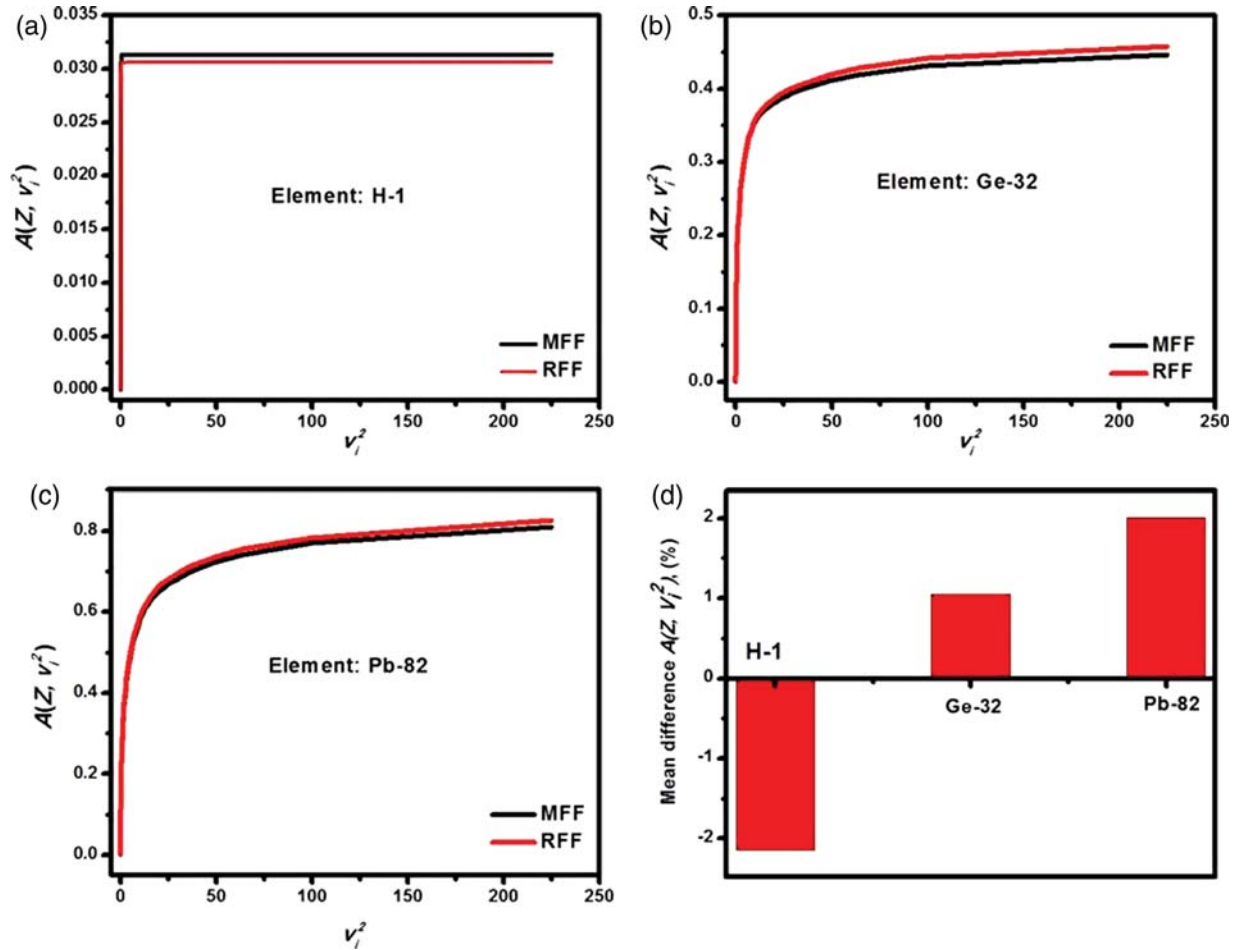 (a)
0.035
0.030
0.025
0.020
0.015
0.010
0.005
0.000
A(Z, v_i^2)
Element: H-1
MFF
RFF
0 50 100 150 200 250
v_i^2
(b)
0.5
0.4
0.3
0.2
0.1
0.0
A(Z, v_i^2)
Element: Ge-32
MFF
RFF
0 50 100 150 200 250
v_i^2
(c)
0.8
0.6
0.4
0.2
0.0
A(Z, v_i^2)
Element: Pb-82
MFF
RFF
0 50 100 150 200 250
v_i^2
(d)
2
1
0
-1
-2
Mean difference A(Z, V_i^2), (%)
H-1
Ge-32
Pb-82